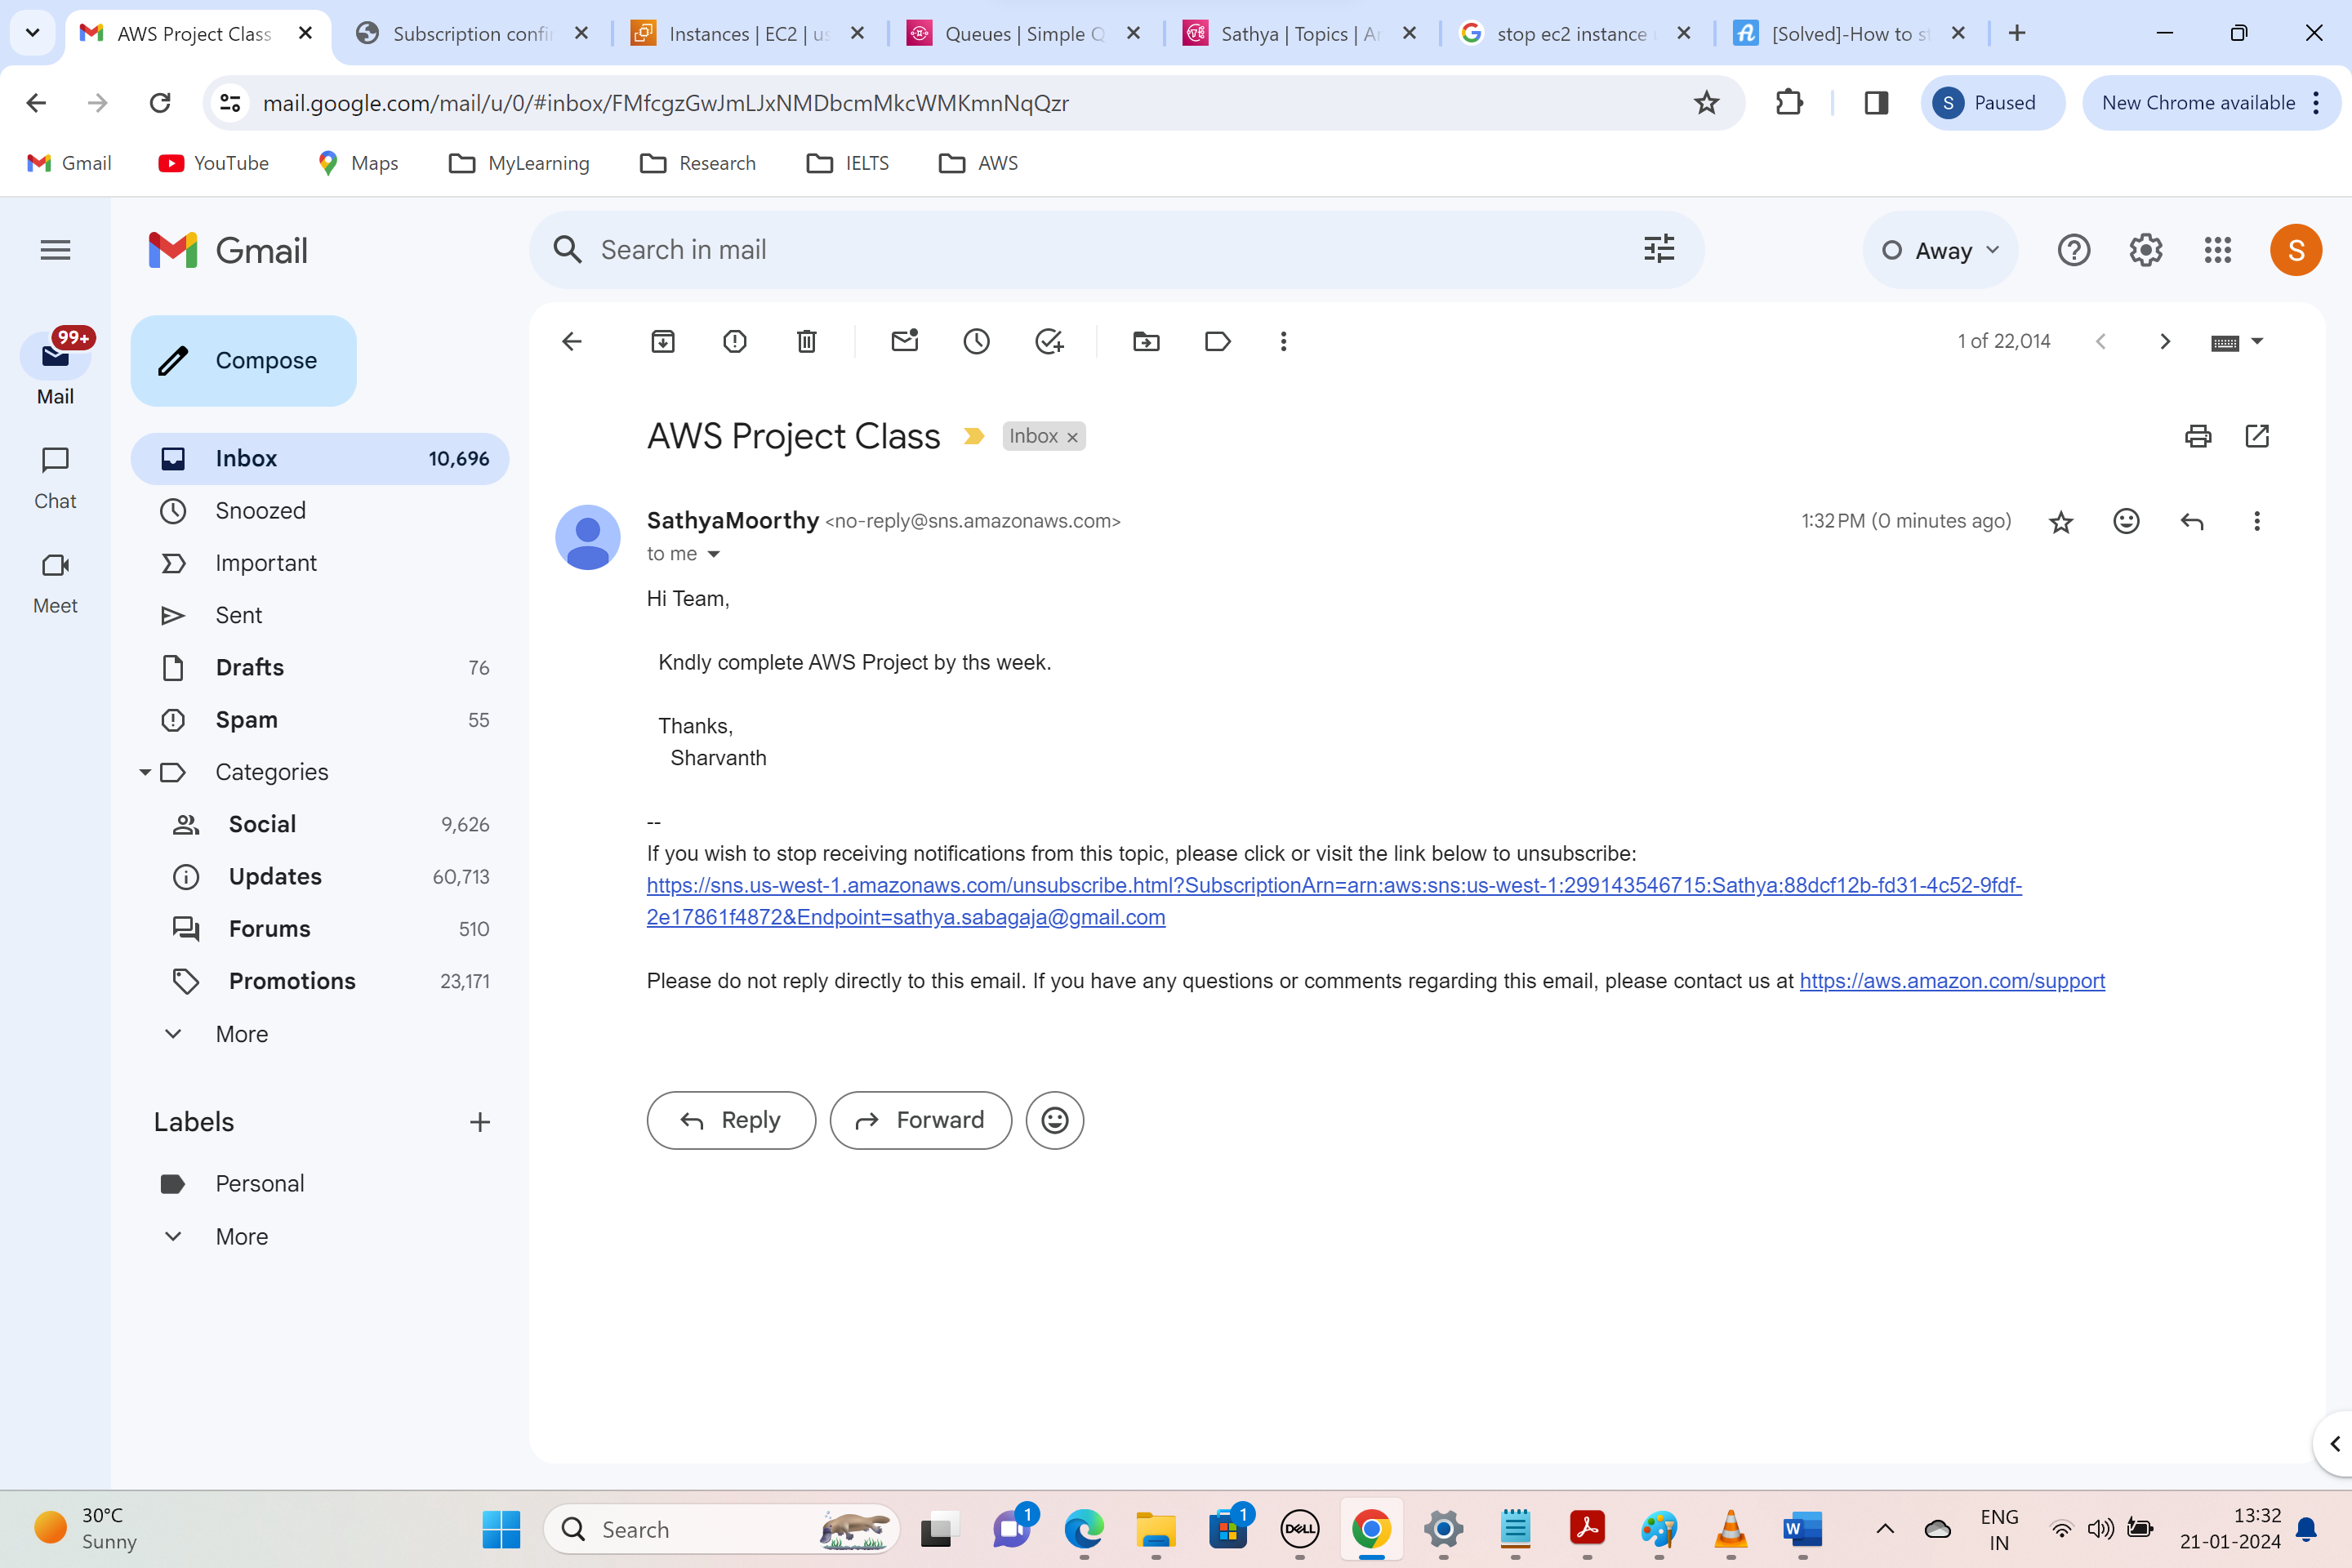 AWS Project Class
Subscription confi
Instances | EC2 | us
Queues | Simple Q
Sathya | Topics | A
stop ec2 instance
[Solved]-How to s
mail.google.com/mail/u/0/#inbox/FMfcgzGwJmLJxNMDbcmMkcWMKmnNqQzr
S Paused
New Chrome available
Gmail
YouTube
Maps
MyLearning
Research
IELTS
AWS
Gmail
Search in mail
Away
S
99+
Mail
Chat
Meet
Compose
Inbox 10,696
Snoozed
Important
Sent
Drafts 76
Spam 55
Categories
Social 9,626
Updates 60,713
Forums 510
Promotions 23,171
More
Labels
Personal
More
1 of 22,014
AWS Project Class Inbox
SathyaMoorthy <no-reply@sns.amazonaws.com> 1:32 PM (0 minutes ago)
to me
Hi Team,
Kndly complete AWS Project by ths week.
Thanks,
Sharvanth
--
If you wish to stop receiving notifications from this topic, please click or visit the link below to unsubscribe:
https://sns.us-west-1.amazonaws.com/unsubscribe.html?SubscriptionArn=arn:aws:sns:us-west-1:299143546715:Sathya:88dcf12b-fd31-4c52-9fdf-
2e17861f4872&Endpoint=sathya.sabagaja@gmail.com
Please do not reply directly to this email. If you have any questions or comments regarding this email, please contact us at https://aws.amazon.com/support
Reply
Forward
30°C
Sunny
Search
1
1
DELL
W
ENG
IN
13:32
21-01-2024